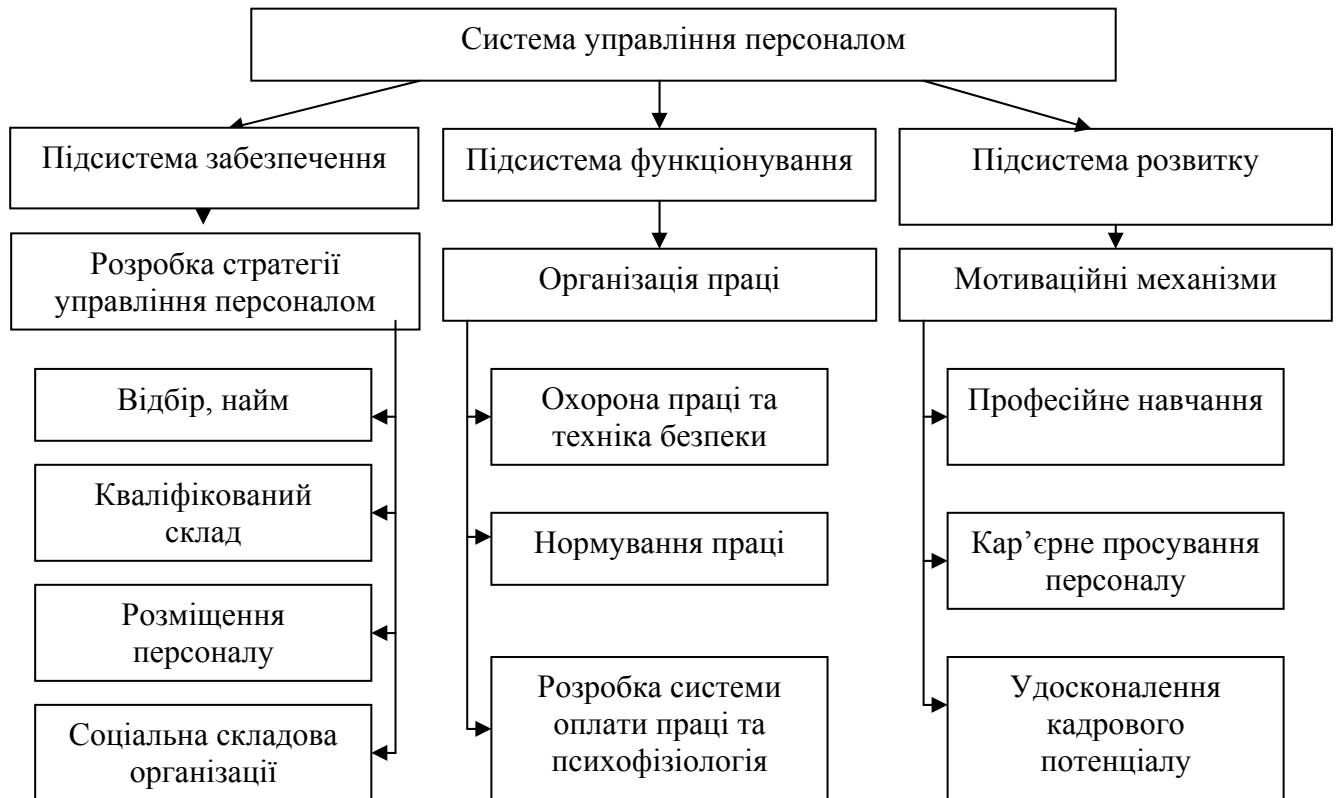 Система управління персоналом
Підсистема забезпечення
Підсистема функціонування
Підсистема розвитку
Розробка стратегії
управління персоналом
Організація праці
Мотиваційні механізми
Відбір, найм
Охорона праці та
техніка безпеки
Професійне навчання
Кваліфікований
склад
Нормування праці
Кар’єрне просування
персоналу
Розміщення
персоналу
Розробка системи
оплати праці та
психофізіологія
Удосконалення
кадрового
потенціалу
Соціальна складова
організації